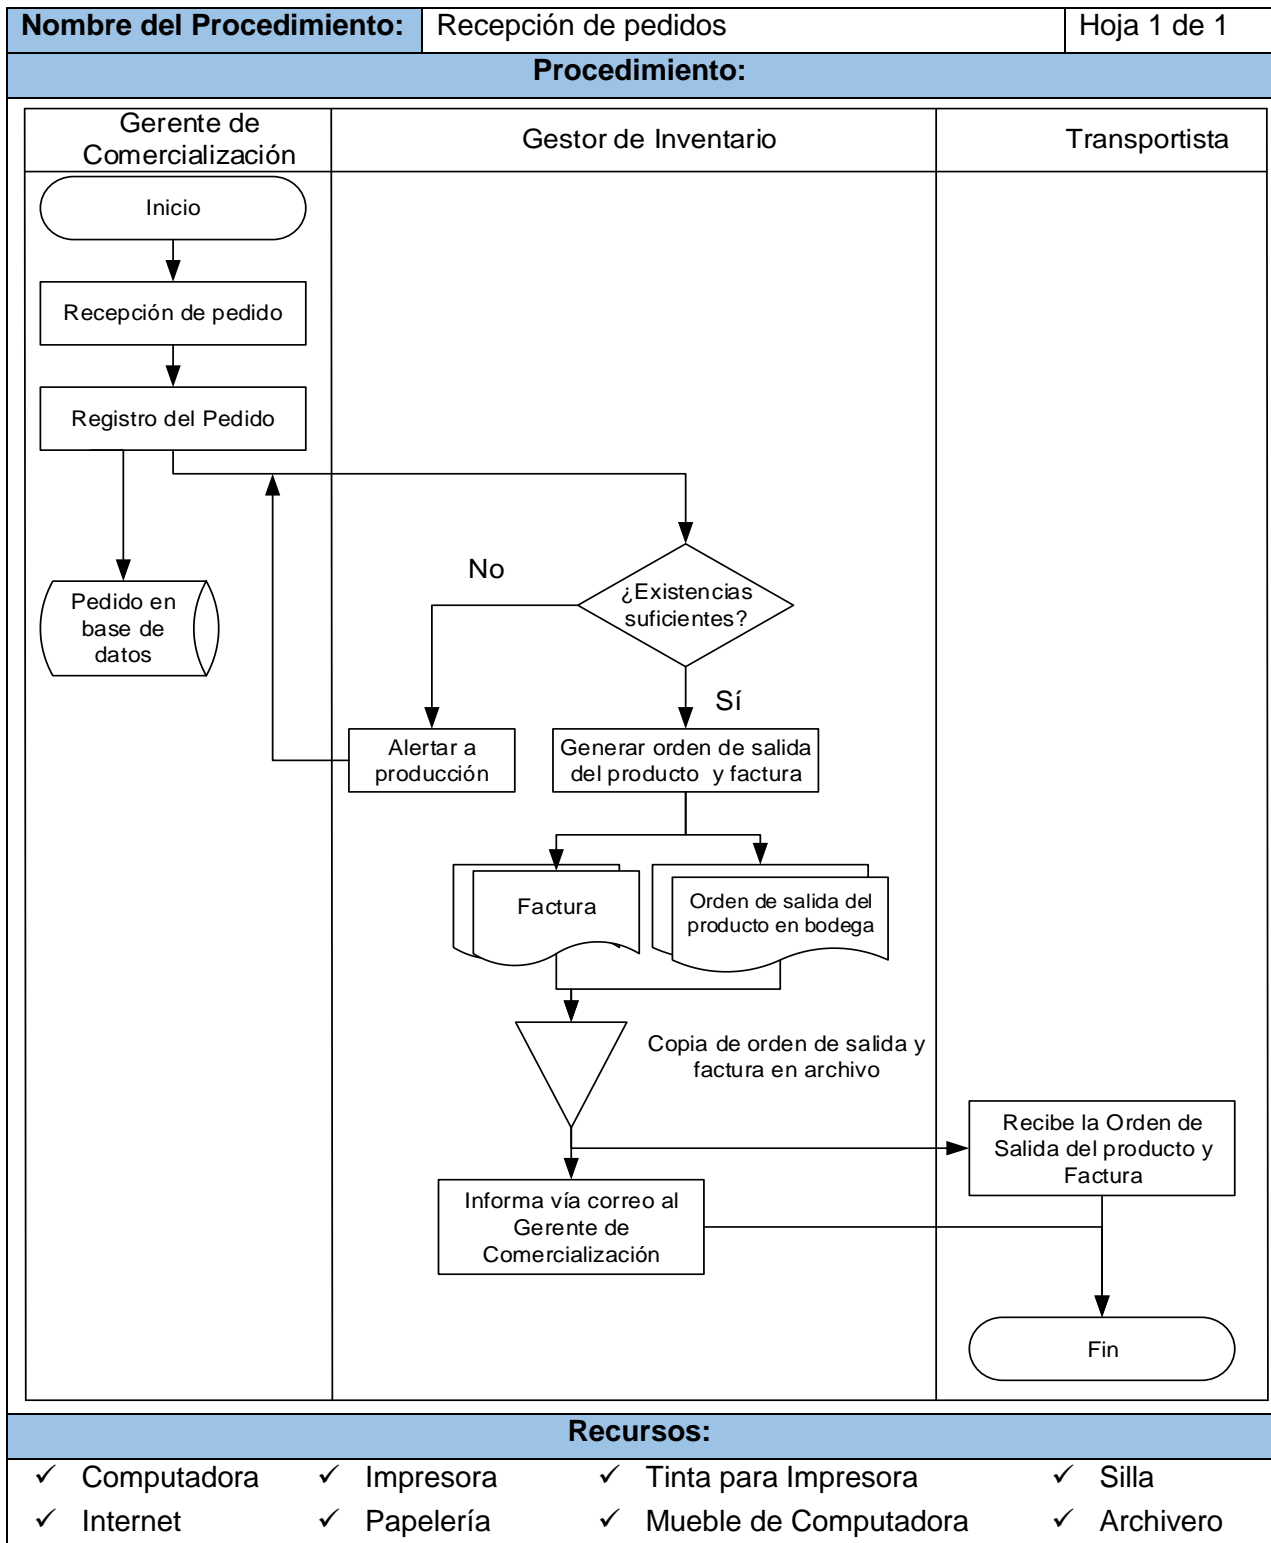 Nombre del Procedimiento: Recepción de pedidos Hoja 1 de 1
Procedimiento:
Gerente de
Comercialización
Gestor de Inventario
Transportista
Inicio
Recepción de pedido
Registro del Pedido
Pedido en
base de
datos
No
¿Existencias
suficientes?
Sí
Alertar a
producción
Generar orden de salida
del producto y factura
Factura
Orden de salida del
producto en bodega
Copia de orden de salida y
factura en archivo
Recibe la Orden de
Salida del producto y
Factura
Informa vía correo al
Gerente de
Comercialización
Fin
Recursos:
✓ Computadora ✓ Impresora ✓ Tinta para Impresora ✓ Silla
✓ Internet ✓ Papelería ✓ Mueble de Computadora ✓ Archivero